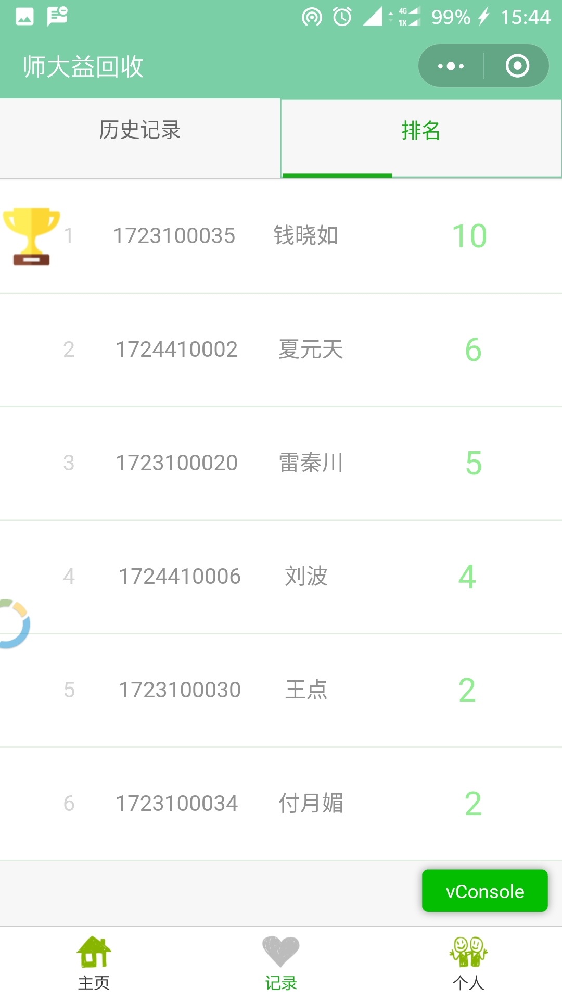 4G 1X 99% 15:44
师大益回收
历史记录 排名
1 1723100035 钱晓如 10
2 1724410002 夏元天 6
3 1723100020 雷秦川 5
4 1724410006 刘波 4
5 1723100030 王点 2
6 1723100034 付月媚 2
vConsole
主页 记录 个人